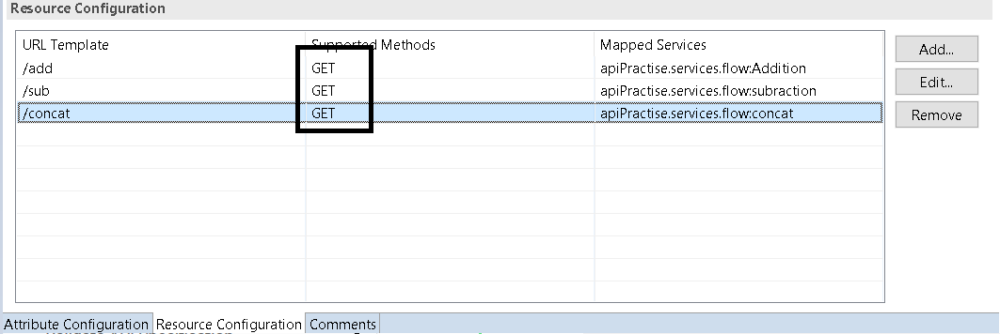 Resource Configuration
URL Template Supported Methods Mapped Services
/add GET apiPractise.services.flow:Addition
/sub GET apiPractise.services.flow:subraction
/concat GET apiPractise.services.flow:concat
Add...
Edit...
Remove
Attribute Configuration Resource Configuration Comments